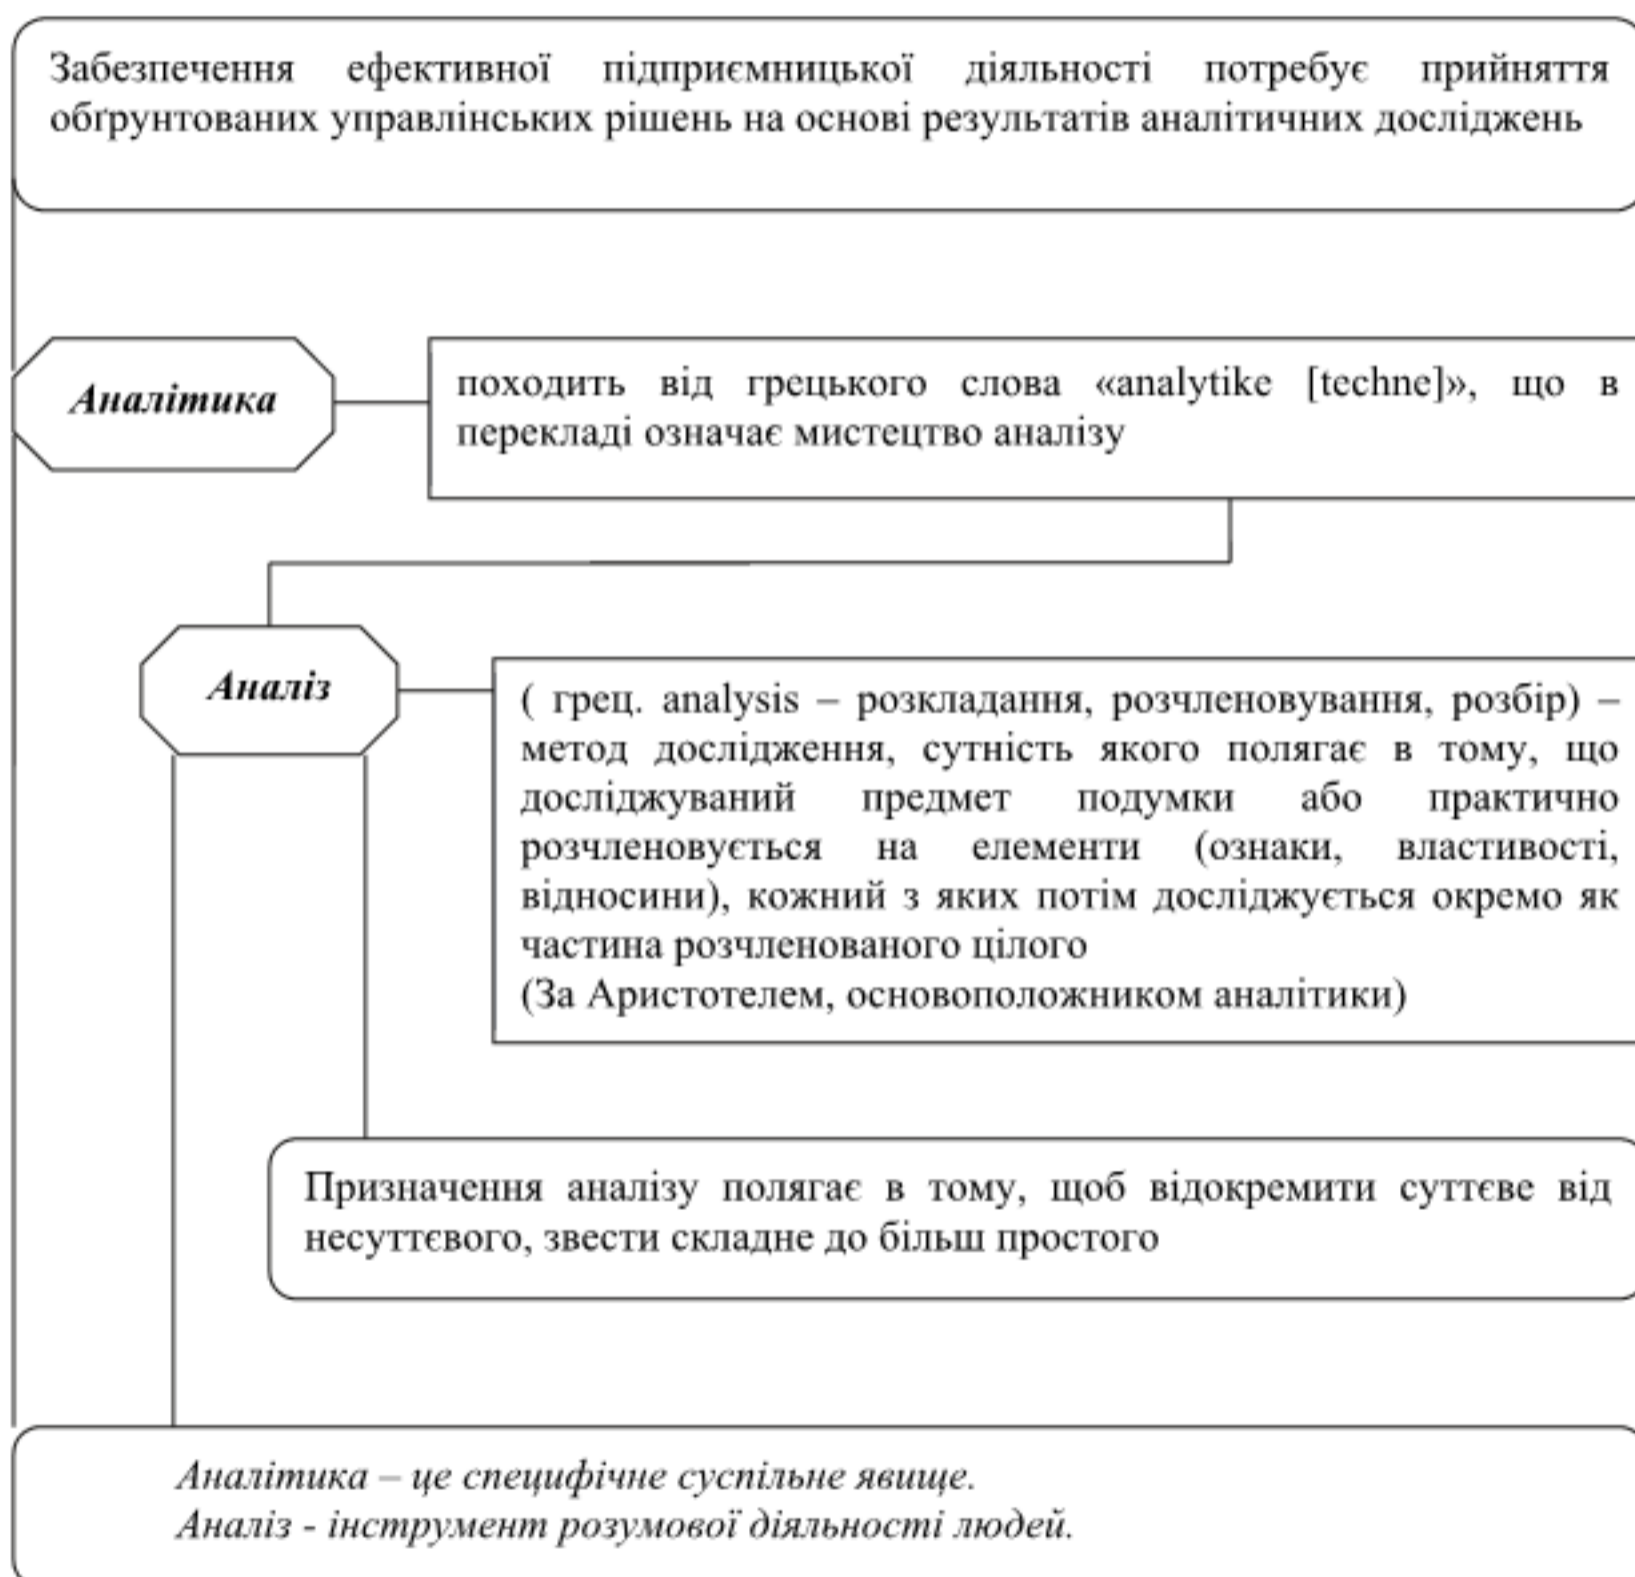 Забезпечення ефективної підприємницької діяльності потребує прийняття
обґрунтованих управлінських рішень на основі результатів аналітичних досліджень
Аналітика
походить від грецького слова «analytike [techne]», що в
перекладі означає мистецтво аналізу
Аналіз
( грец. analysis – розкладання, розчленовування, розбір) –
метод дослідження, сутність якого полягає в тому, що
досліджуваний предмет подумки або практично
розчленовується на елементи (ознаки, властивості,
відносини), кожний з яких потім досліджується окремо як
частина розчленованого цілого
(За Аристотелем, основоположником аналітики)
Призначення аналізу полягає в тому, щоб відокремити суттєве від
несуттєвого, звести складне до більш простого
Аналітика – це специфічне суспільне явище.
Аналіз - інструмент розумової діяльності людей.